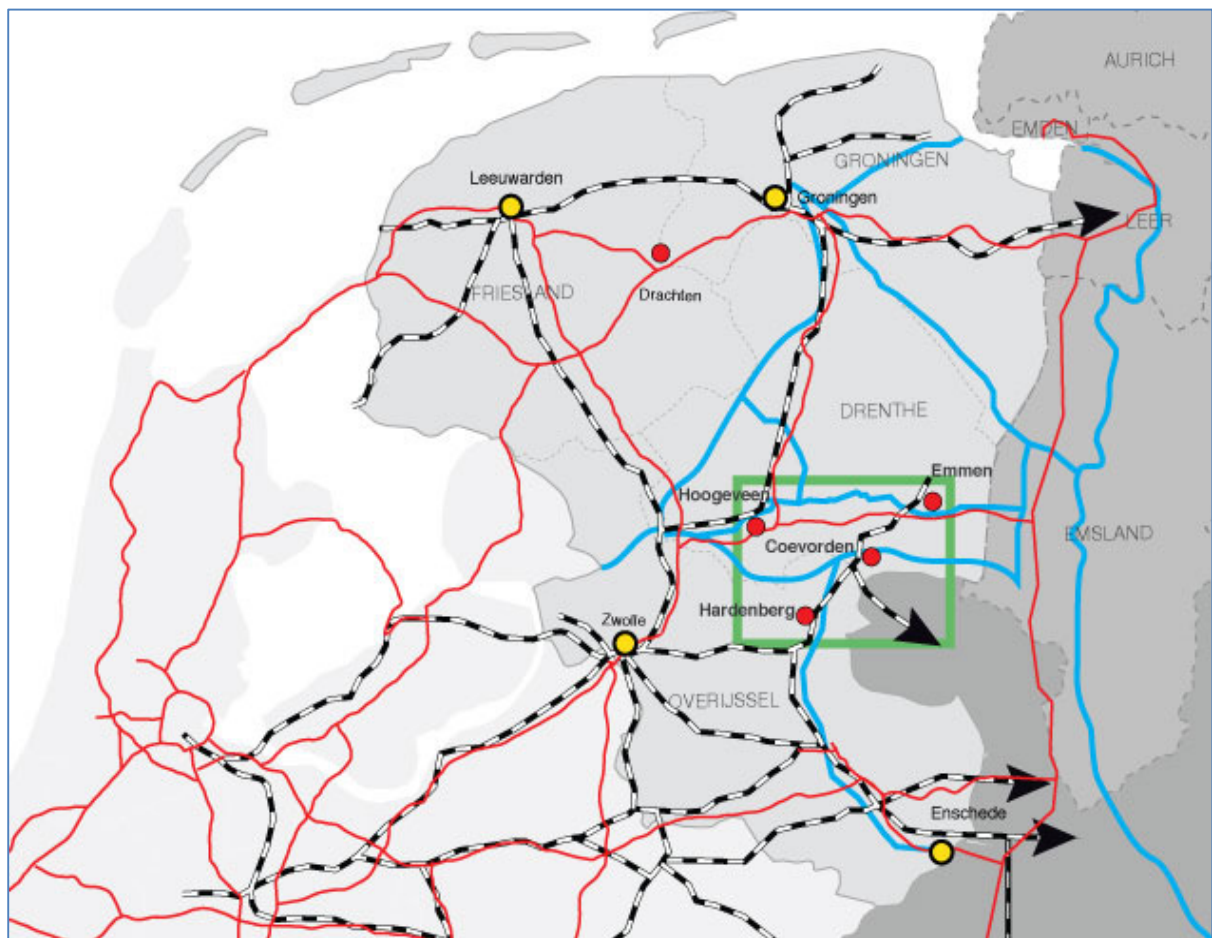 AURICH
EMDEN
GRONINGEN
Leeuwarden
Groningen
LEER
FRIESLAND
Drachten
DRENTHE
Emmen
Hoogeveen
EMSLAND
Coevorden
Hardenberg
Zwolle
OVERIJSSEL
Enschede